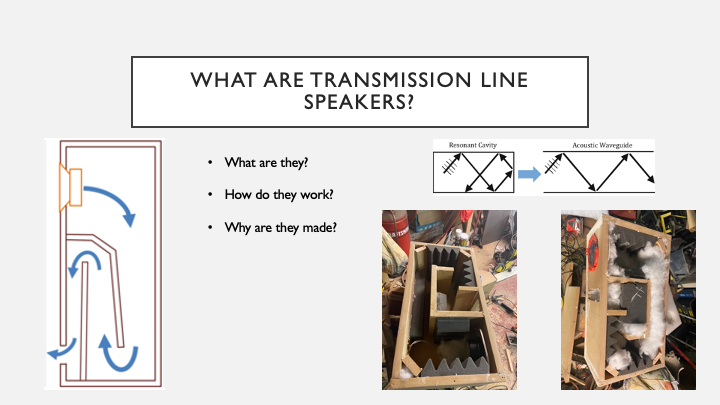 WHAT ARE TRANSMISSION LINE
SPEAKERS?
• What are they?
• How do they work?
• Why are they made?
Resonant Cavity
Acoustic Waveguide